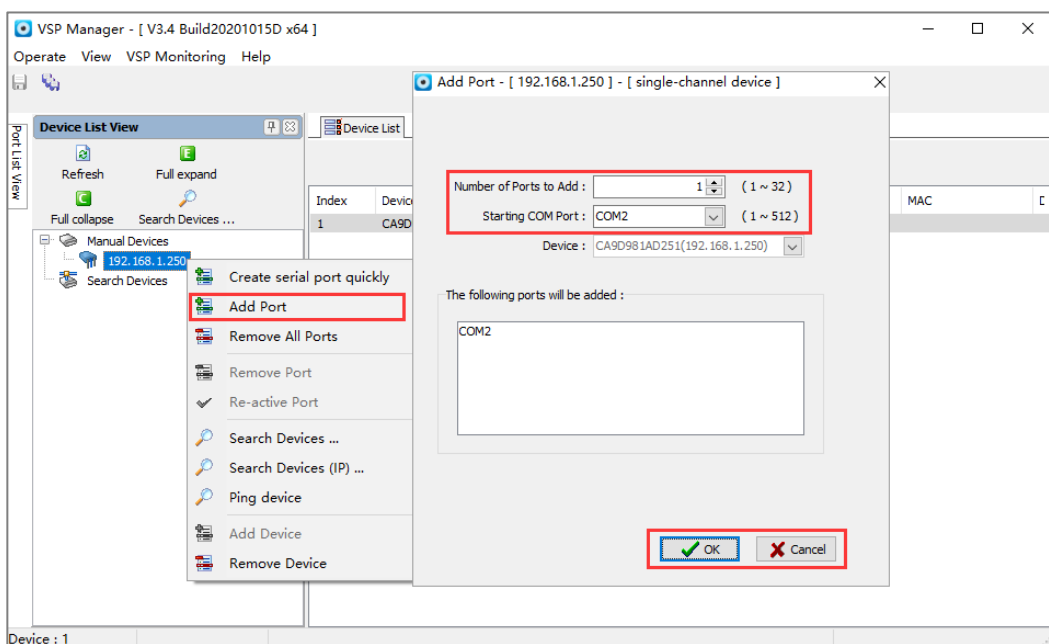 VSP Manager - [ V3.4 Build20201015D x64 ]
Operate View VSP Monitoring Help
Port List View
Device List View
Refresh Full expand
Full collapse Search Devices ...
Manual Devices
192.168.1.250
Search Devices
Device List
Index Devic MAC D
1 CA9D
Create serial port quickly
Add Port
Remove All Ports
Remove Port
Re-active Port
Search Devices ...
Search Devices (IP) ...
Ping device
Add Device
Remove Device
Add Port - [ 192.168.1.250 ] - [ single-channel device ]
Number of Ports to Add : 1 ( 1 ~ 32 )
Starting COM Port : COM2 ( 1 ~ 512 )
Device : CA9D981AD251(192.168.1.250)
The following ports will be added :
COM2
OK Cancel
Device : 1